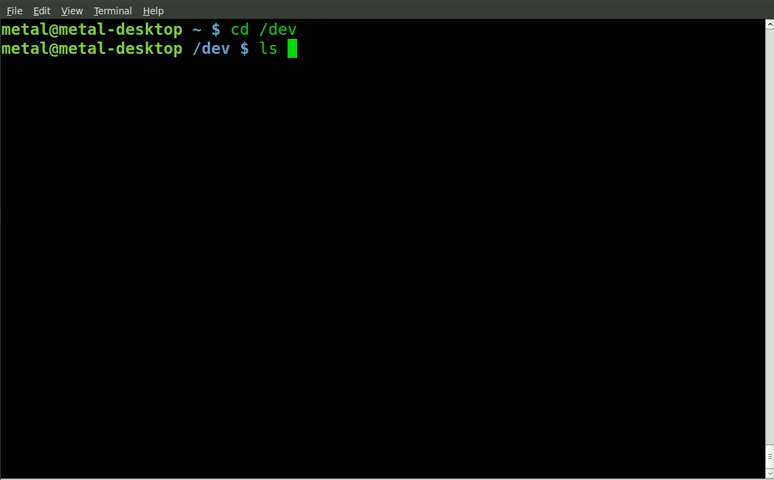 File Edit View Terminal Help
metal@metal-desktop ~ $ cd /dev
metal@metal-desktop /dev $ ls